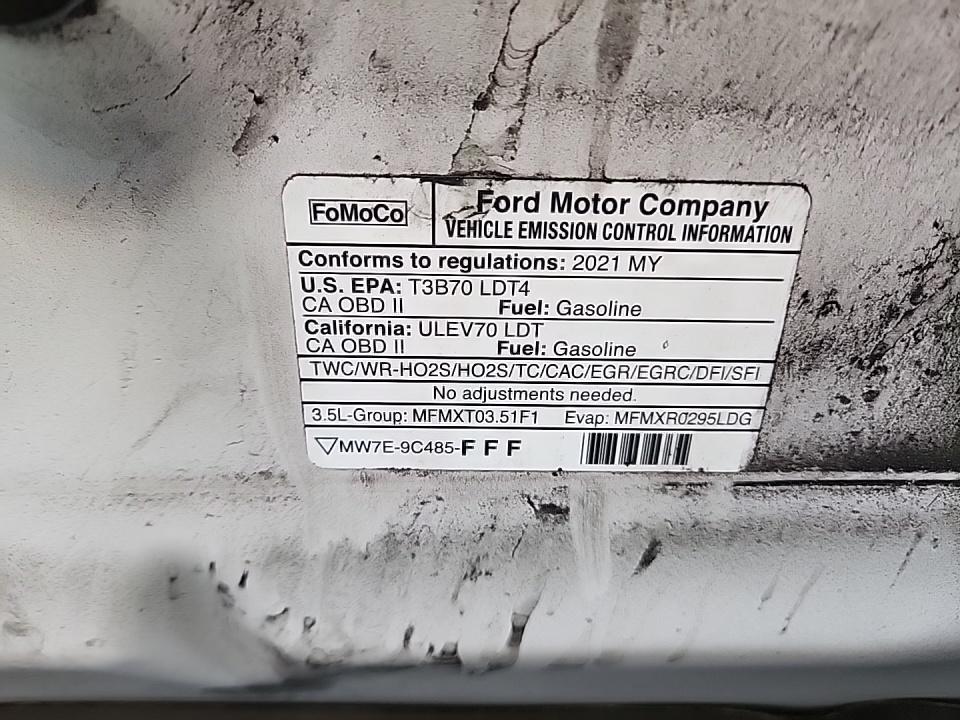 FoMoCo
Ford Motor Company
VEHICLE EMISSION CONTROL INFORMATION
Conforms to regulations: 2021 MY
U.S. EPA: T3B70 LDT4
CA OBD II Fuel: Gasoline
California: ULEV70 LDT
CA OBD II Fuel: Gasoline
TWC/WR-HO2S/HO2S/TC/CAC/EGR/EGRC/DFI/SFI
No adjustments needed.
3.5L-Group: MFMXT03.51F1 Evap: MFMXR0295LDG
MW7E-9C485-F F F